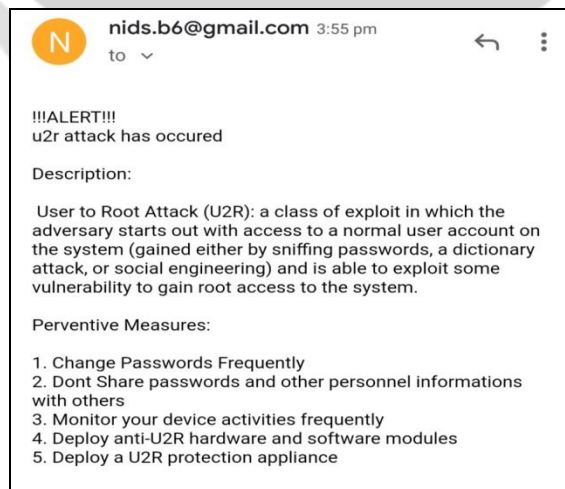 N
nids.b6@gmail.com 3:55 pm
to
!!!ALERT!!!
u2r attack has occured
Description:
User to Root Attack (U2R): a class of exploit in which the
adversary starts out with access to a normal user account on
the system (gained either by sniffing passwords, a dictionary
attack, or social engineering) and is able to exploit some
vulnerability to gain root access to the system.
Perventive Measures:
1. Change Passwords Frequently
2. Dont Share passwords and other personnel informations
with others
3. Monitor your device activities frequently
4. Deploy anti-U2R hardware and software modules
5. Deploy a U2R protection appliance